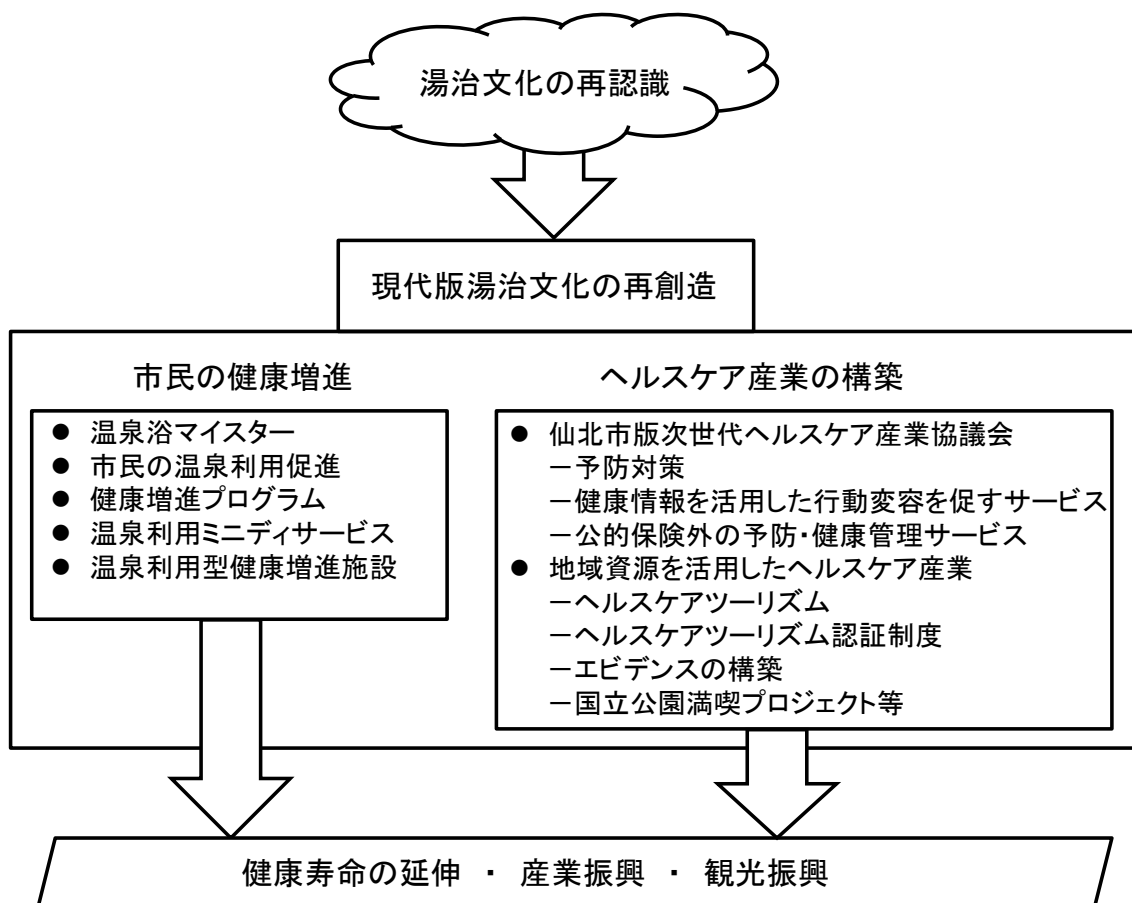 湯治文化の再認識
現代版湯治文化の再創造
市民の健康増進
● 温泉浴マイスター
● 市民の温泉利用促進
● 健康増進プログラム
● 温泉利用ミニディサービス
● 温泉利用型健康増進施設
ヘルスケア産業の構築
● 仙北市版次世代ヘルスケア産業協議会
－予防対策
－健康情報を活用した行動変容を促すサービス
－公的保険外の予防・健康管理サービス
● 地域資源を活用したヘルスケア産業
－ヘルスケアツーリズム
－ヘルスケアツーリズム認証制度
－エビデンスの構築
－国立公園満喫プロジェクト等
健康寿命の延伸 ・ 産業振興 ・ 観光振興